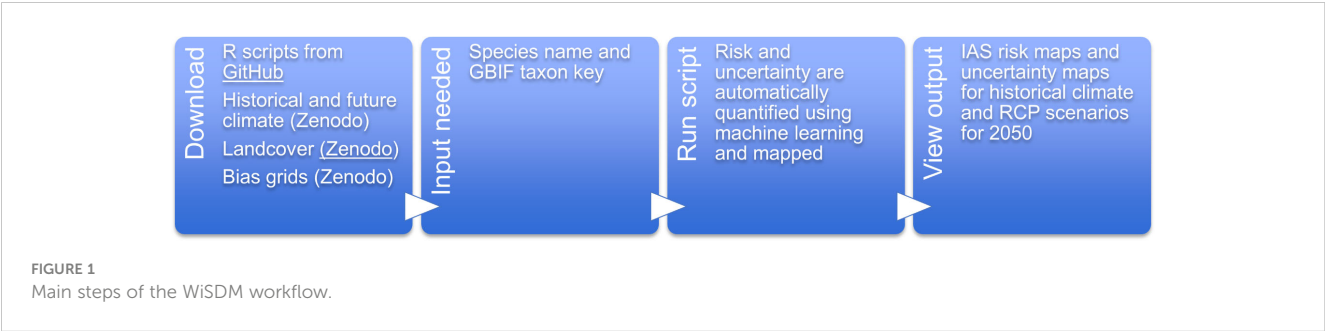 Download
R scripts from
GitHub
Historical and future
climate (Zenodo)
Landcover (Zenodo)
Bias grids (Zenodo)
Input needed
Species name and
GBIF taxon key
Run script
Risk and
uncertainty are
automatically
quantified using
machine learning
and mapped
View output
IAS risk maps and
uncertainty maps
for historical climate
and RCP scenarios
for 2050
FIGURE 1
Main steps of the WiSDM workflow.